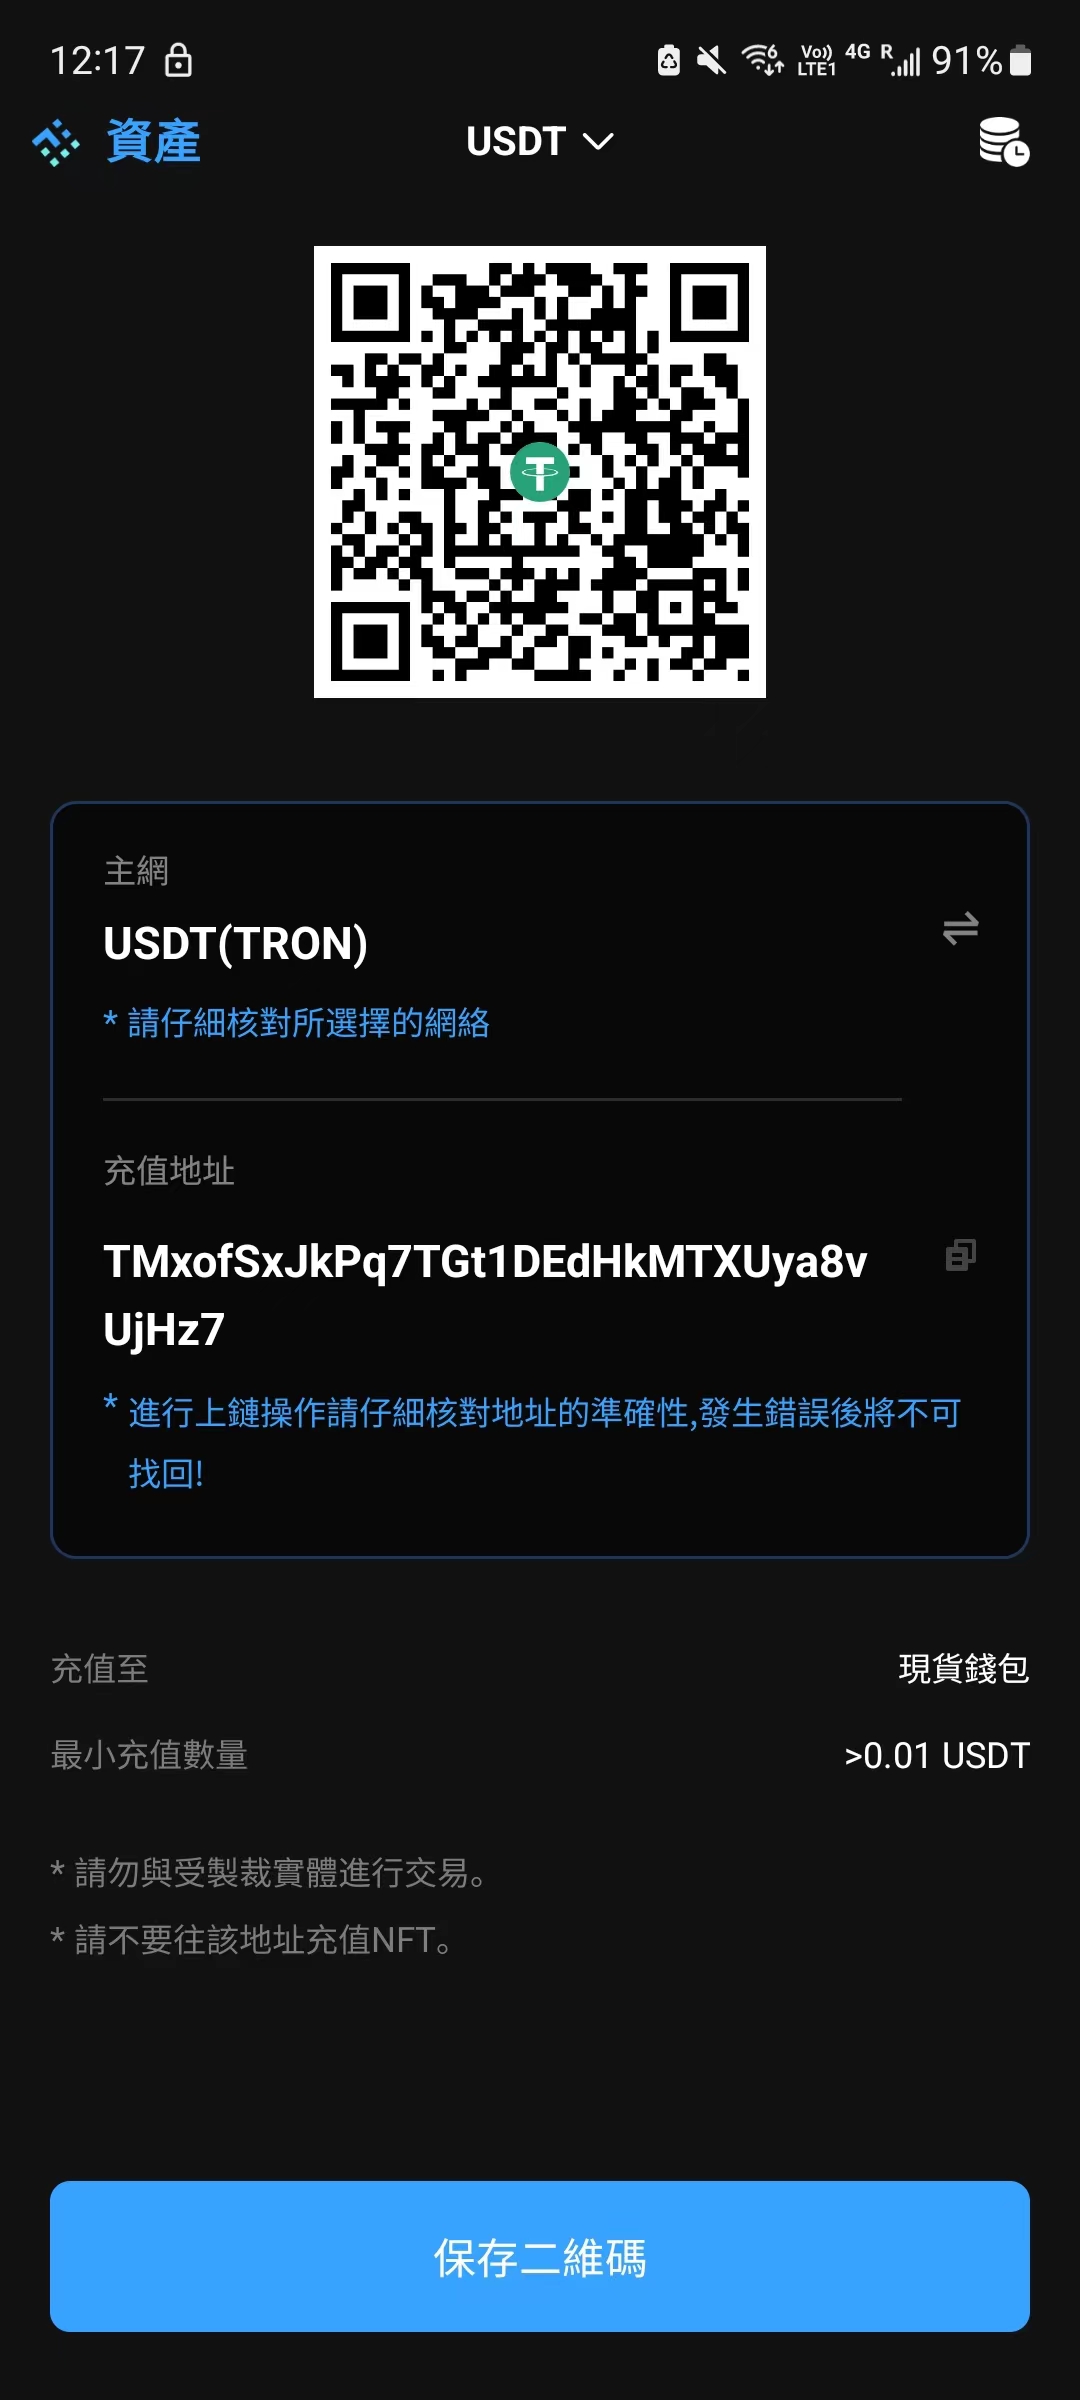 12:17
6 Vo)) LTE1 4G R 91%
資產
USDT
主網
USDT(TRON)
* 請仔細核對所選擇的網絡
充值地址
TMxofSxJkPq7TGt1DEdHkMTXUya8v
UjHz7
* 進行上鏈操作請仔細核對地址的準確性,發生錯誤後將不可
找回!
充值至 現貨錢包
最小充值數量 >0.01 USDT
* 請勿與受製裁實體進行交易。
* 請不要往該地址充值NFT。
保存二維碼